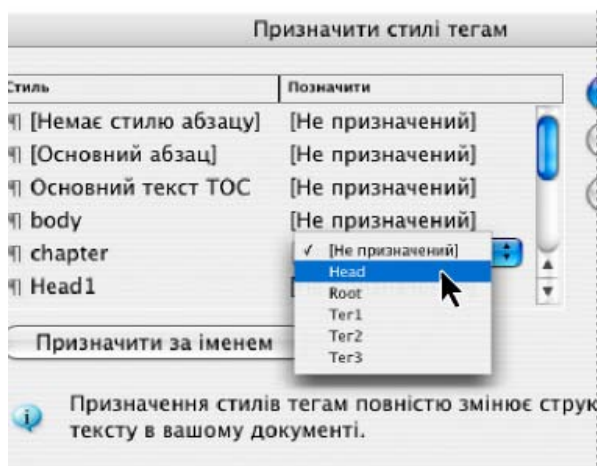 Призначити стилі тегам
Стиль Позначити
[Немає стилю абзацу] [Не призначений]
[Основний абзац] [Не призначений]
Основний текст TOC [Не призначений]
body [Не призначений]
chapter ✓ [Не призначений]
Head1
Head
Root
Тег1
Тег2
Тег3
Призначити за іменем
Призначення стилів тегам повністю змінює струк
тексту в вашому документі.